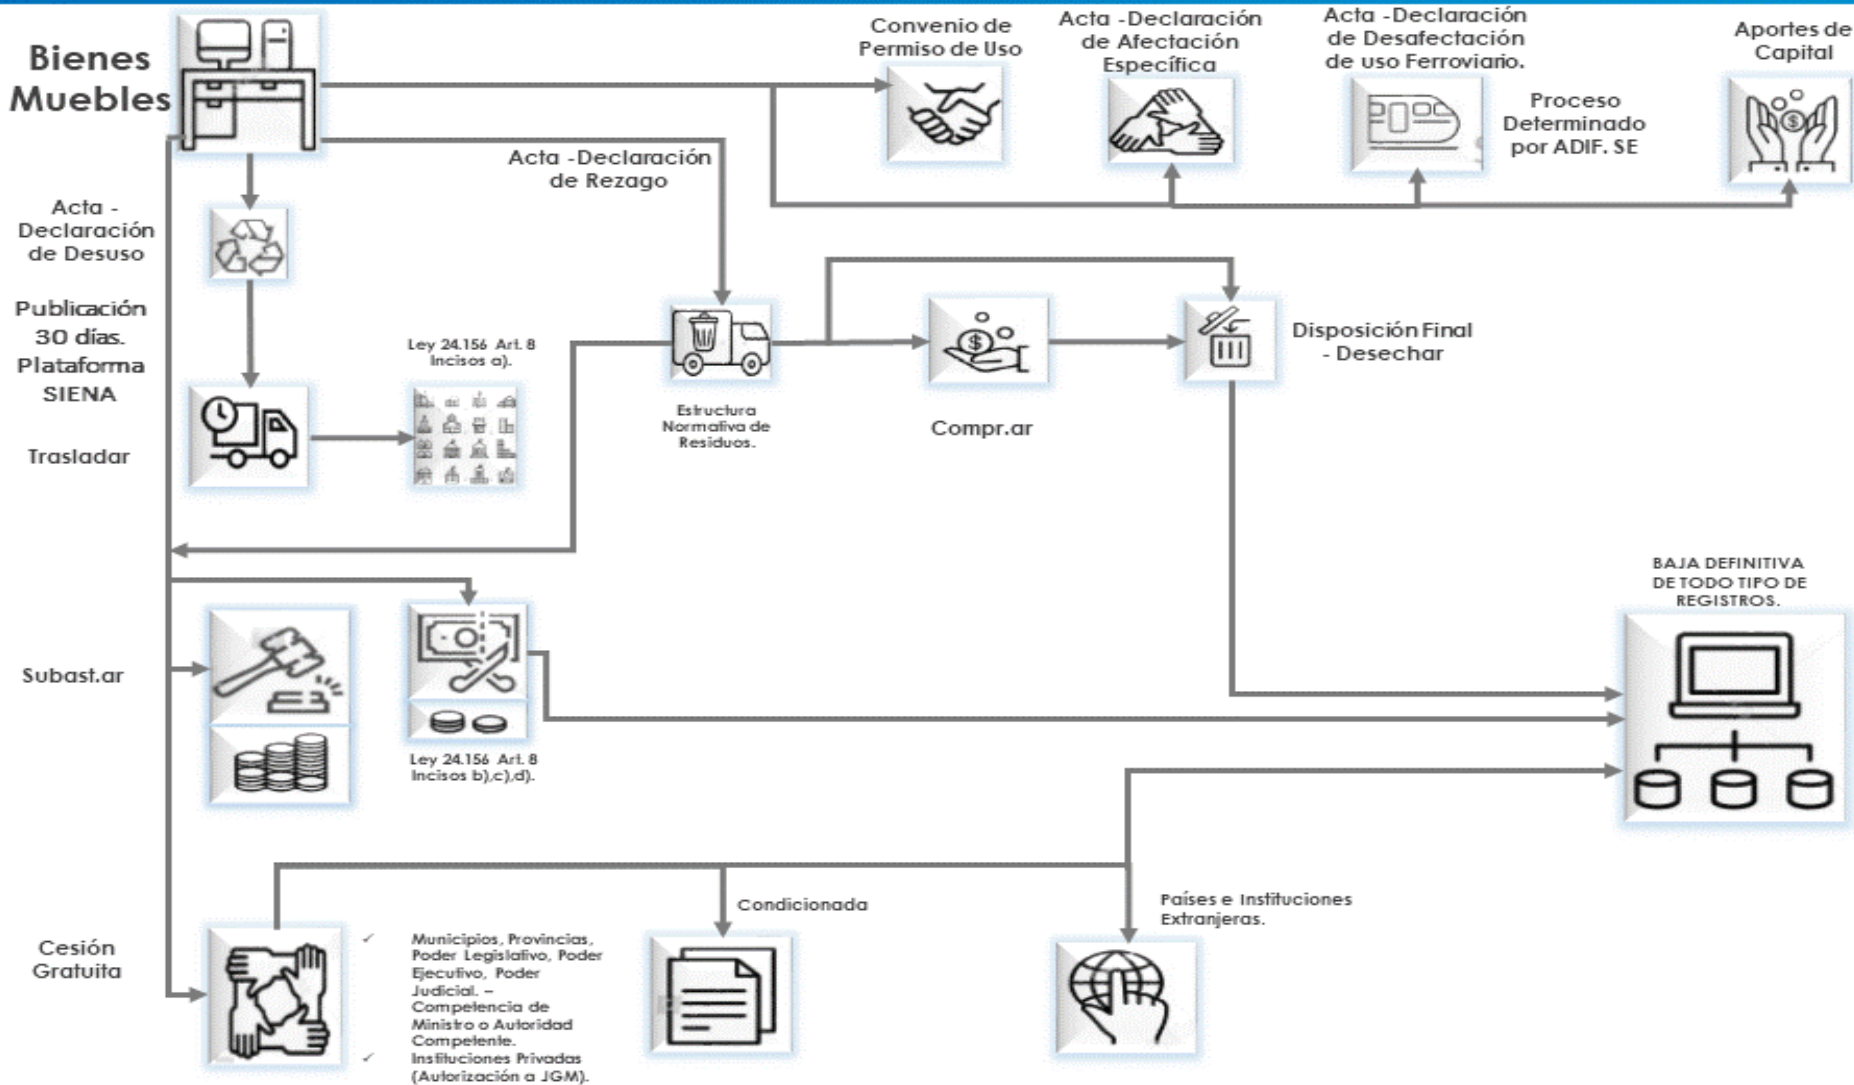 Bienes
Muebles
Convenio de
Permiso de Uso
Acta -Declaración
de Afectación
Específica
Acta -Declaración
de Desafectación
de uso Ferroviario.
Proceso
Determinado
por ADIF. SE
Aportes de
Capital
Acta -Declaración
de Rezago
Acta -
Declaración
de Desuso
Publicación
30 días.
Plataforma
SIENA
Trasladar
Ley 24.156 Art. 8
Incisos a).
Estructura
Normativa de
Residuos.
Compr.ar
Disposición Final
- Desechar
BAJA DEFINITIVA
DE TODO TIPO DE
REGISTROS.
Subast.ar
Ley 24.156 Art. 8
Incisos b),c),d).
Cesión
Gratuita
✓ Municipios, Provincias,
Poder Legislativo, Poder
Ejecutivo, Poder
Judicial. –
Competencia de
Ministro o Autoridad
Competente.
✓ Instituciones Privadas
(Autorización a JGM).
Condicionada
Países e Instituciones
Extranjeras.